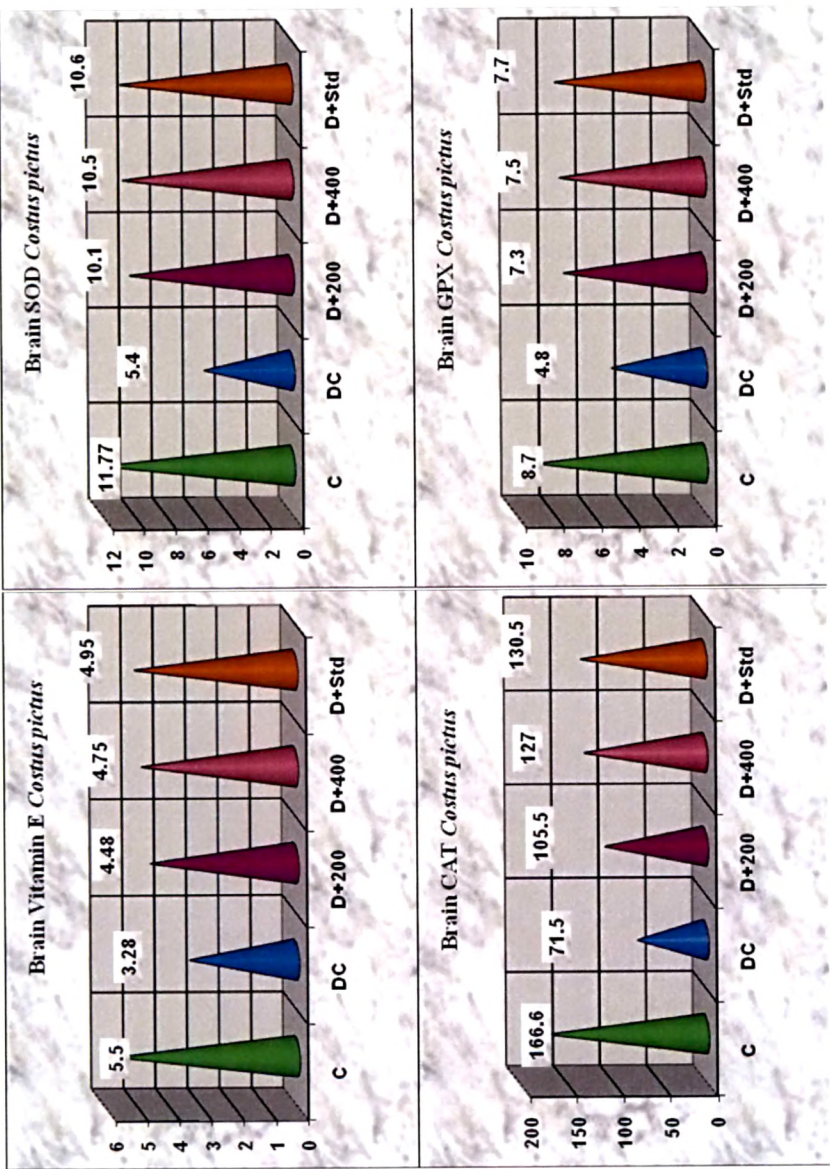 Brain Vitamin E Costus pictus
5.5 3.28 4.48 4.75 4.95
6
5
4
3
2
1
0
C DC D+200 D+400 D+Std
Brain SOD Costus pictus
11.77 5.4 10.1 10.5 10.6
12
10
8
6
4
2
0
C DC D+200 D+400 D+Std
Brain CAT Costus pictus
166.6 71.5 105.5 127 130.5
200
150
100
50
0
C DC D+200 D+400 D+Std
Brain GPX Costus pictus
8.7 4.8 7.3 7.5 7.7
10
8
6
4
2
0
C DC D+200 D+400 D+Std